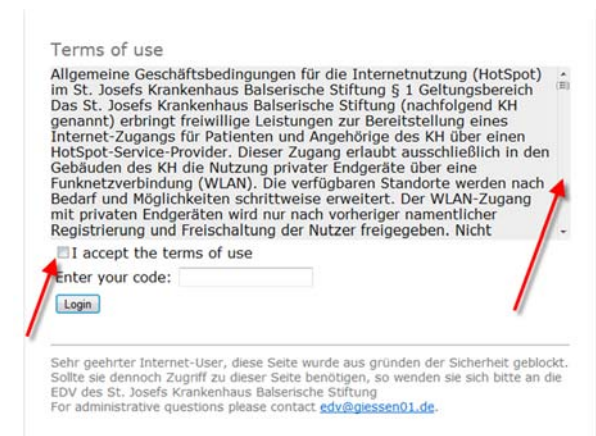 Terms of use
Allgemeine Geschäftsbedingungen für die Internetnutzung (HotSpot)
im St. Josefs Krankenhaus Balserische Stiftung § 1 Geltungsbereich
Das St. Josefs Krankenhaus Balserische Stiftung (nachfolgend KH
genannt) erbringt freiwillige Leistungen zur Bereitstellung eines
Internet-Zugangs für Patienten und Angehörige des KH über einen
HotSpot-Service-Provider. Dieser Zugang erlaubt ausschließlich in den
Gebäuden des KH die Nutzung privater Endgeräte über eine
Funknetzverbindung (WLAN). Die verfügbaren Standorte werden nach
Bedarf und Möglichkeiten schrittweise erweitert. Der WLAN-Zugang
mit privaten Endgeräten wird nur nach vorheriger namentlicher
Registrierung und Freischaltung der Nutzer freigegeben. Nicht
I accept the terms of use
Enter your code:
Login
Sehr geehrter Internet-User, diese Seite wurde aus gründen der Sicherheit geblockt.
Sollte sie dennoch Zugriff zu dieser Seite benötigen, so wenden sie sich bitte an die
EDV des St. Josefs Krankenhaus Balserische Stiftung
For administrative questions please contact edv@giessen01.de.